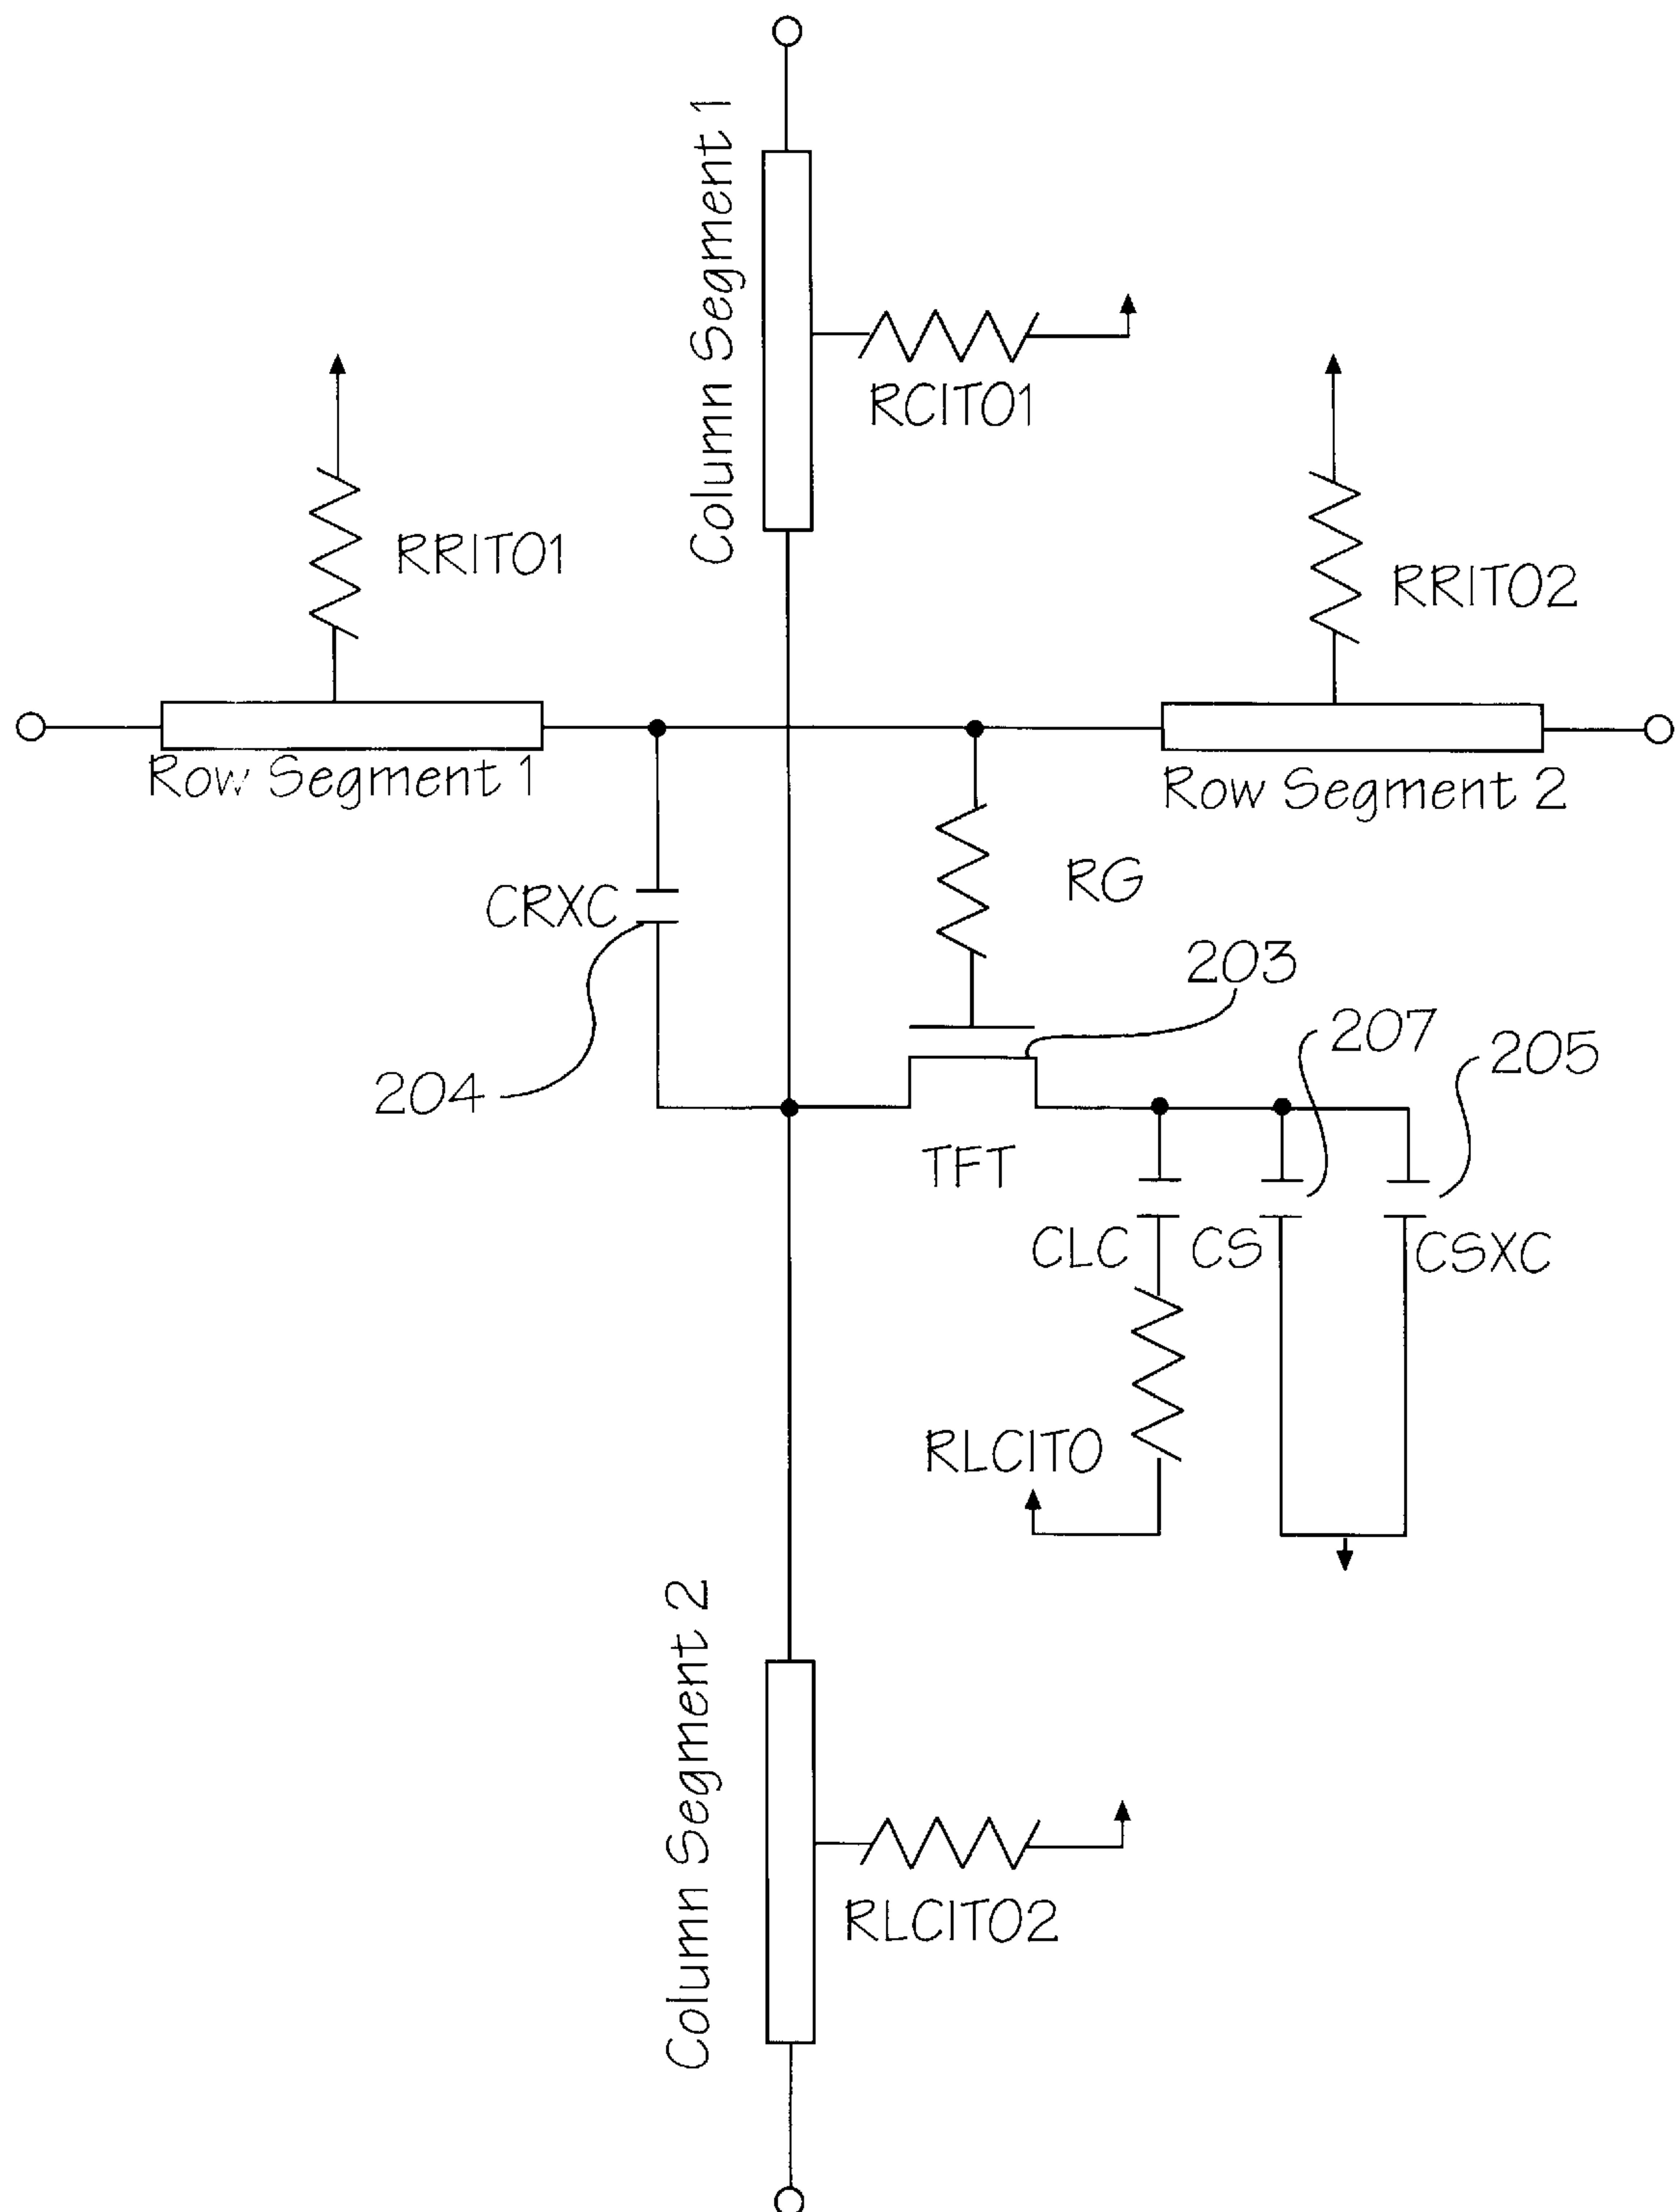 Column Segment 1
RCITO1
RRITO1
RRITO2
Row Segment 1
Row Segment 2
RG
CRXC
203
207
205
204
TFT
CLC
CS
CSXC
RLCITO
Column Segment 2
RLCITO2